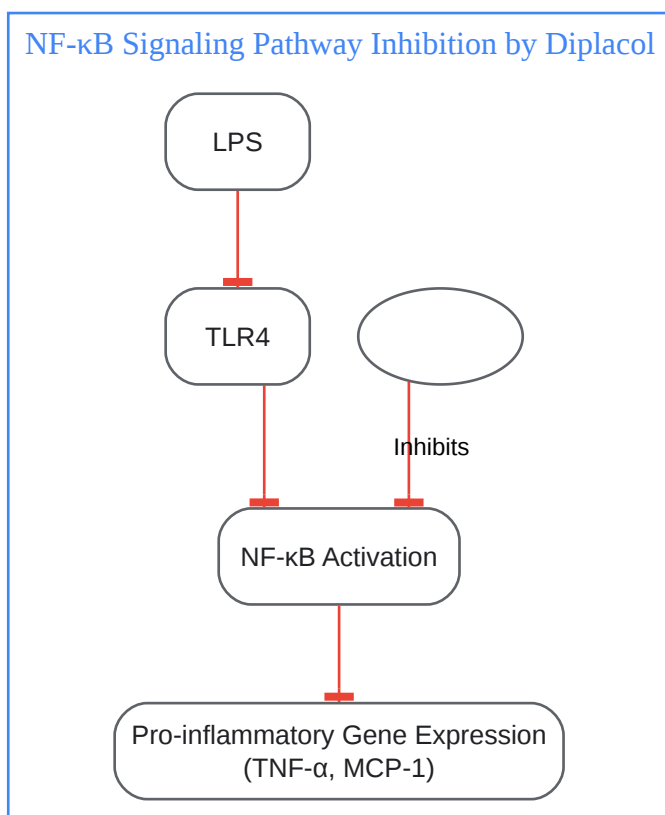 NF-κB Signaling Pathway Inhibition by Diplacol
LPS
TLR4
Inhibits
NF-κB Activation
Pro-inflammatory Gene Expression
(TNF-α, MCP-1)